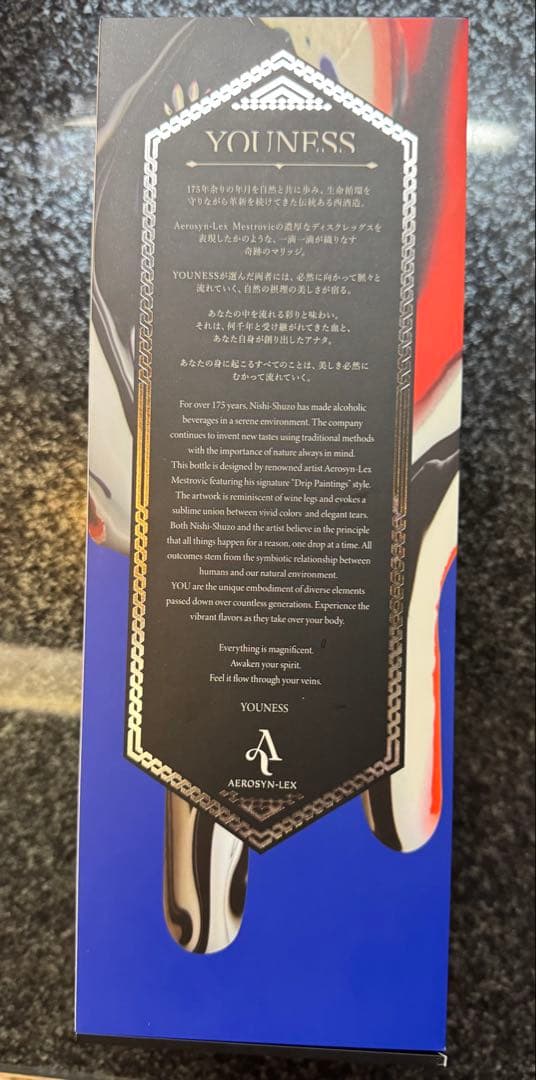 YOUNESS
175年余りの年月を自然と共に歩み、生命循環を
守りながら革新を続けてきた伝統ある西酒造。
Aerosyn-Lex Mestrovicの濃厚なディスクレッグスを
表現したかのような、一滴一滴が織りなす
奇跡のマリッジ。
YOUNESSが選んだ両者には、必然に向かって脈々と
流れていく、自然の摂理の美しさが宿る。
あなたの中を流れる彩りと味わい。
それは、何千年と受け継がれてきた血と、
あなた自身が創り出したアナタ。
あなたの身に起こるすべてのことは、美しき必然に
むかって流れていく。
For over 175 years, Nishi-Shuzo has made alcoholic
beverages in a serene environment. The company
continues to invent new tastes using traditional methods
with the importance of nature always in mind.
This bottle is designed by renowned artist Aerosyn-Lex
Mestrovic featuring his signature "Drip Paintings" style.
The artwork is reminiscent of wine legs and evokes a
sublime union between vivid colors and elegant tears.
Both Nishi-Shuzo and the artist believe in the principle
that all things happen for a reason, one drop at a time. All
outcomes stem from the symbiotic relationship between
humans and our natural environment.
YOU are the unique embodiment of diverse elements
passed down over countless generations. Experience the
vibrant flavors as they take over your body.
Everything is magnificent.
Awaken your spirit.
Feel it flow through your veins.
YOUNESS
AEROSYN-LEX